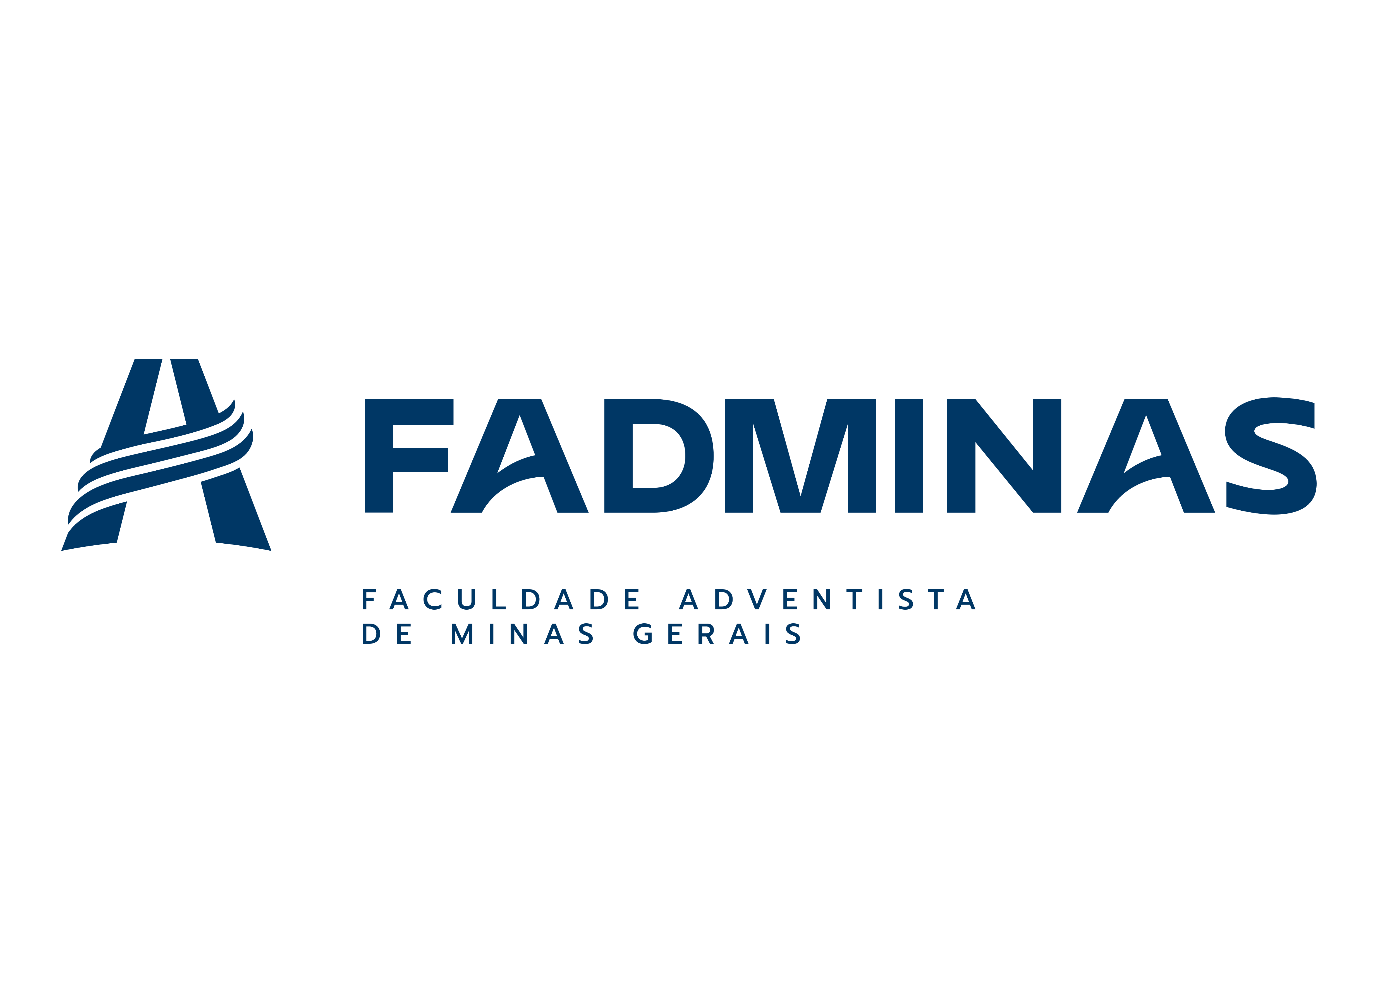 FADMINAS
FACULDADE ADVENTISTA
DE MINAS GERAIS